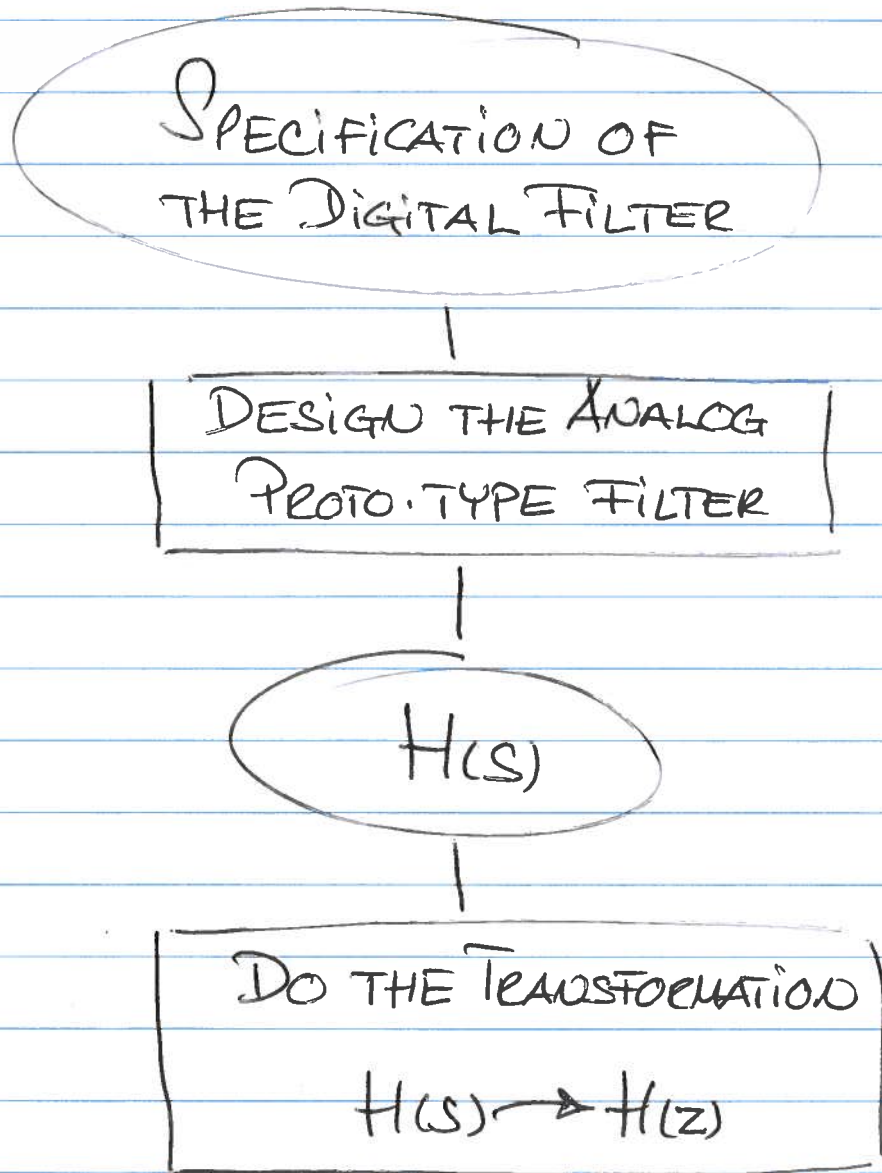 SPECIFICATION OF
THE DIGITAL FILTER
DESIGN THE ANALOG
PROTO.TYPE FILTER
H(S)
DO THE TRANSFORMATION
H(S) → H(Z)